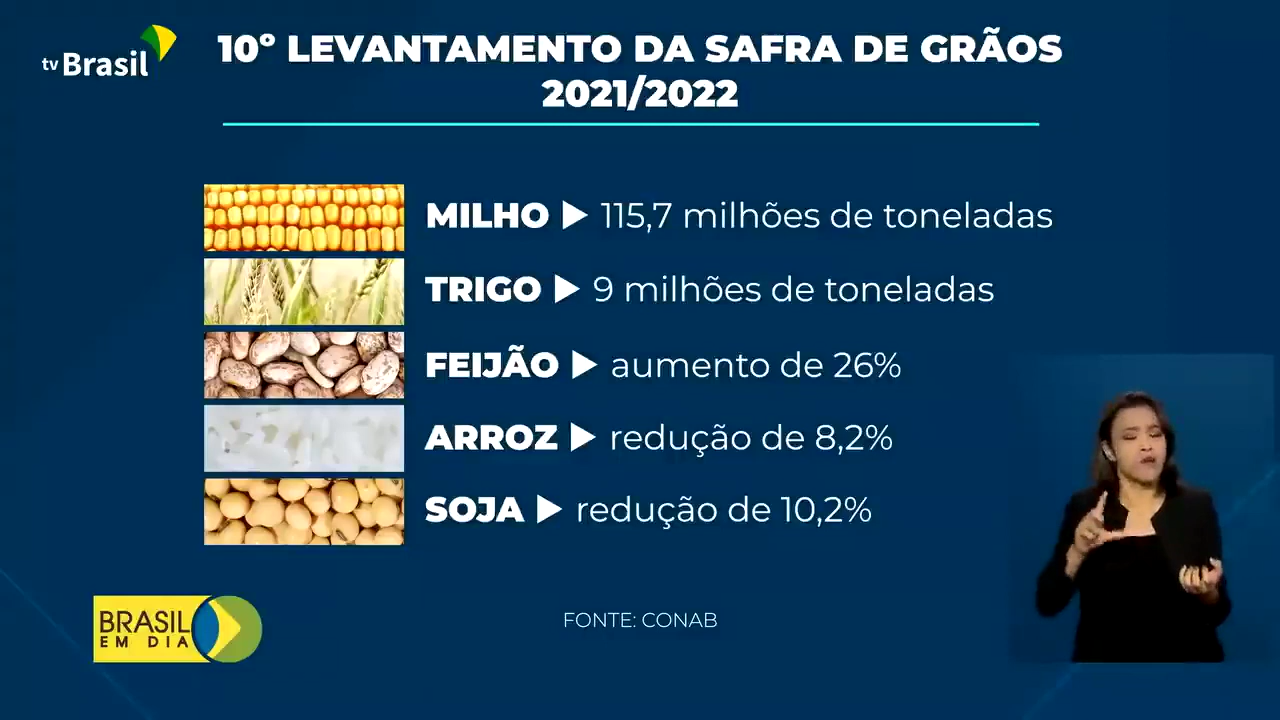 tv Brasil
10º LEVANTAMENTO DA SAFRA DE GRÃOS
2021/2022
MILHO ▶ 115,7 milhões de toneladas
TRIGO ▶ 9 milhões de toneladas
FEIJÃO ▶ aumento de 26%
ARROZ ▶ redução de 8,2%
SOJA ▶ redução de 10,2%
BRASIL
EM DIA
FONTE: CONAB